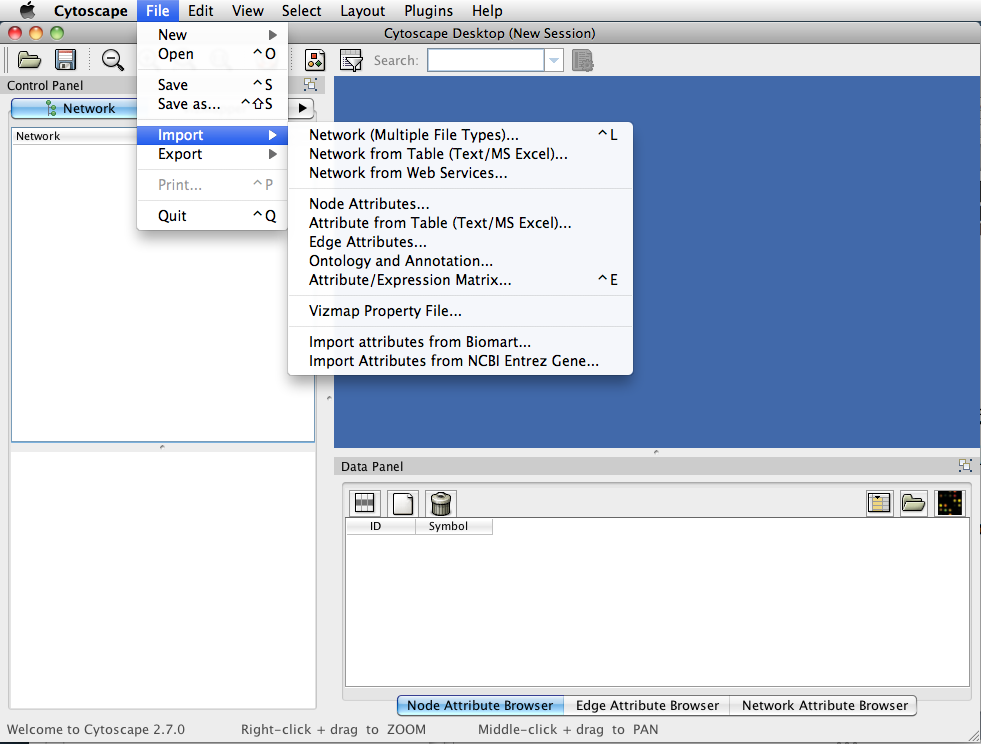 Cytoscape File Edit View Select Layout Plugins Help
Cytoscape Desktop (New Session)
New
Open ^O
Save ^S
Save as... ^⇧S
Import
Export
Print... ^P
Quit ^Q
Search:
Control Panel
Network
Network
Network (Multiple File Types)... ^L
Network from Table (Text/MS Excel)...
Network from Web Services...
Node Attributes...
Attribute from Table (Text/MS Excel)...
Edge Attributes...
Ontology and Annotation...
Attribute/Expression Matrix... ^E
Vizmap Property File...
Import attributes from Biomart...
Import Attributes from NCBI Entrez Gene...
Data Panel
ID Symbol
Node Attribute Browser Edge Attribute Browser Network Attribute Browser
Welcome to Cytoscape 2.7.0 Right-click + drag to ZOOM Middle-click + drag to PAN